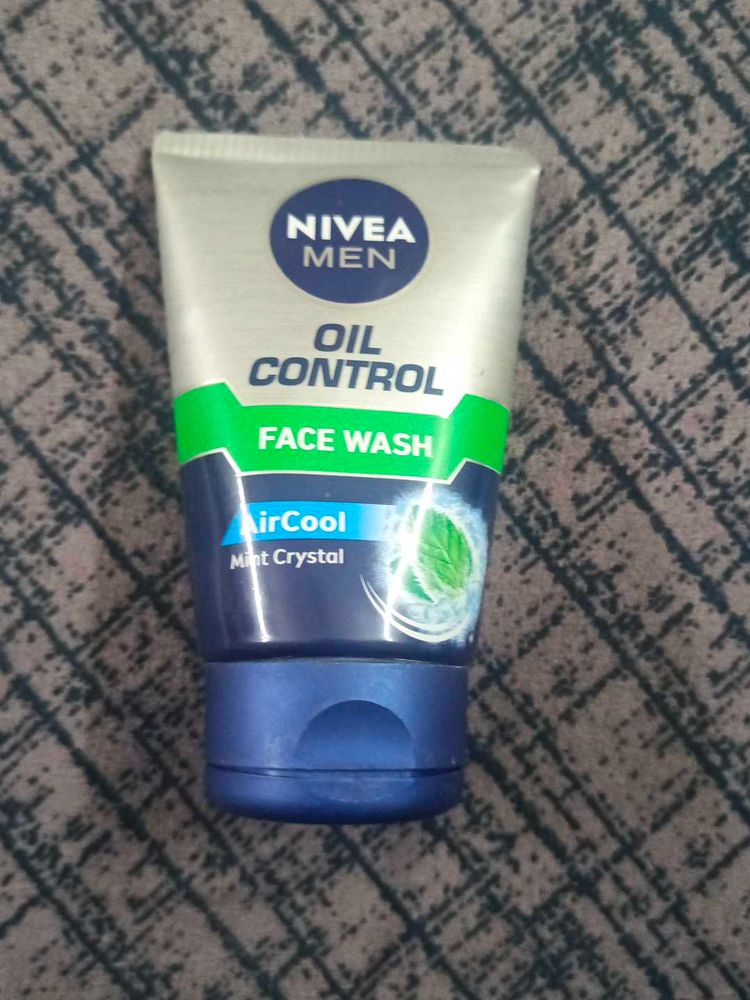 NIVEA
MEN
OIL
CONTROL
FACE WASH
AirCool
Mint Crystal